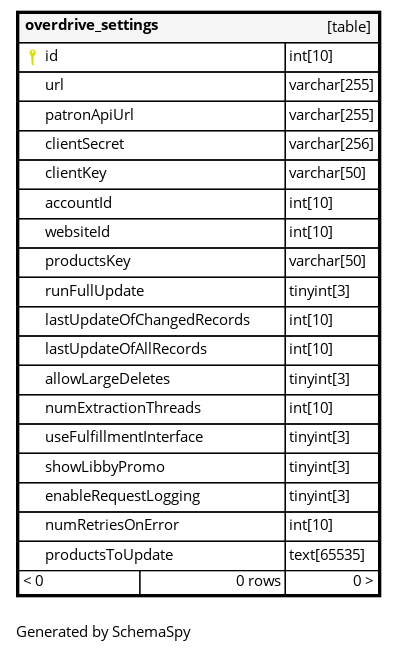 overdrive_settings [table]
id int[10]
url varchar[255]
patronApiUrl varchar[255]
clientSecret varchar[256]
clientKey varchar[50]
accountId int[10]
websiteId int[10]
productsKey varchar[50]
runFullUpdate tinyint[3]
lastUpdateOfChangedRecords int[10]
lastUpdateOfAllRecords int[10]
allowLargeDeletes tinyint[3]
numExtractionThreads int[10]
useFulfillmentInterface tinyint[3]
showLibbyPromo tinyint[3]
enableRequestLogging tinyint[3]
numRetriesOnError int[10]
productsToUpdate text[65535]
< 0 0 rows 0 >
Generated by SchemaSpy